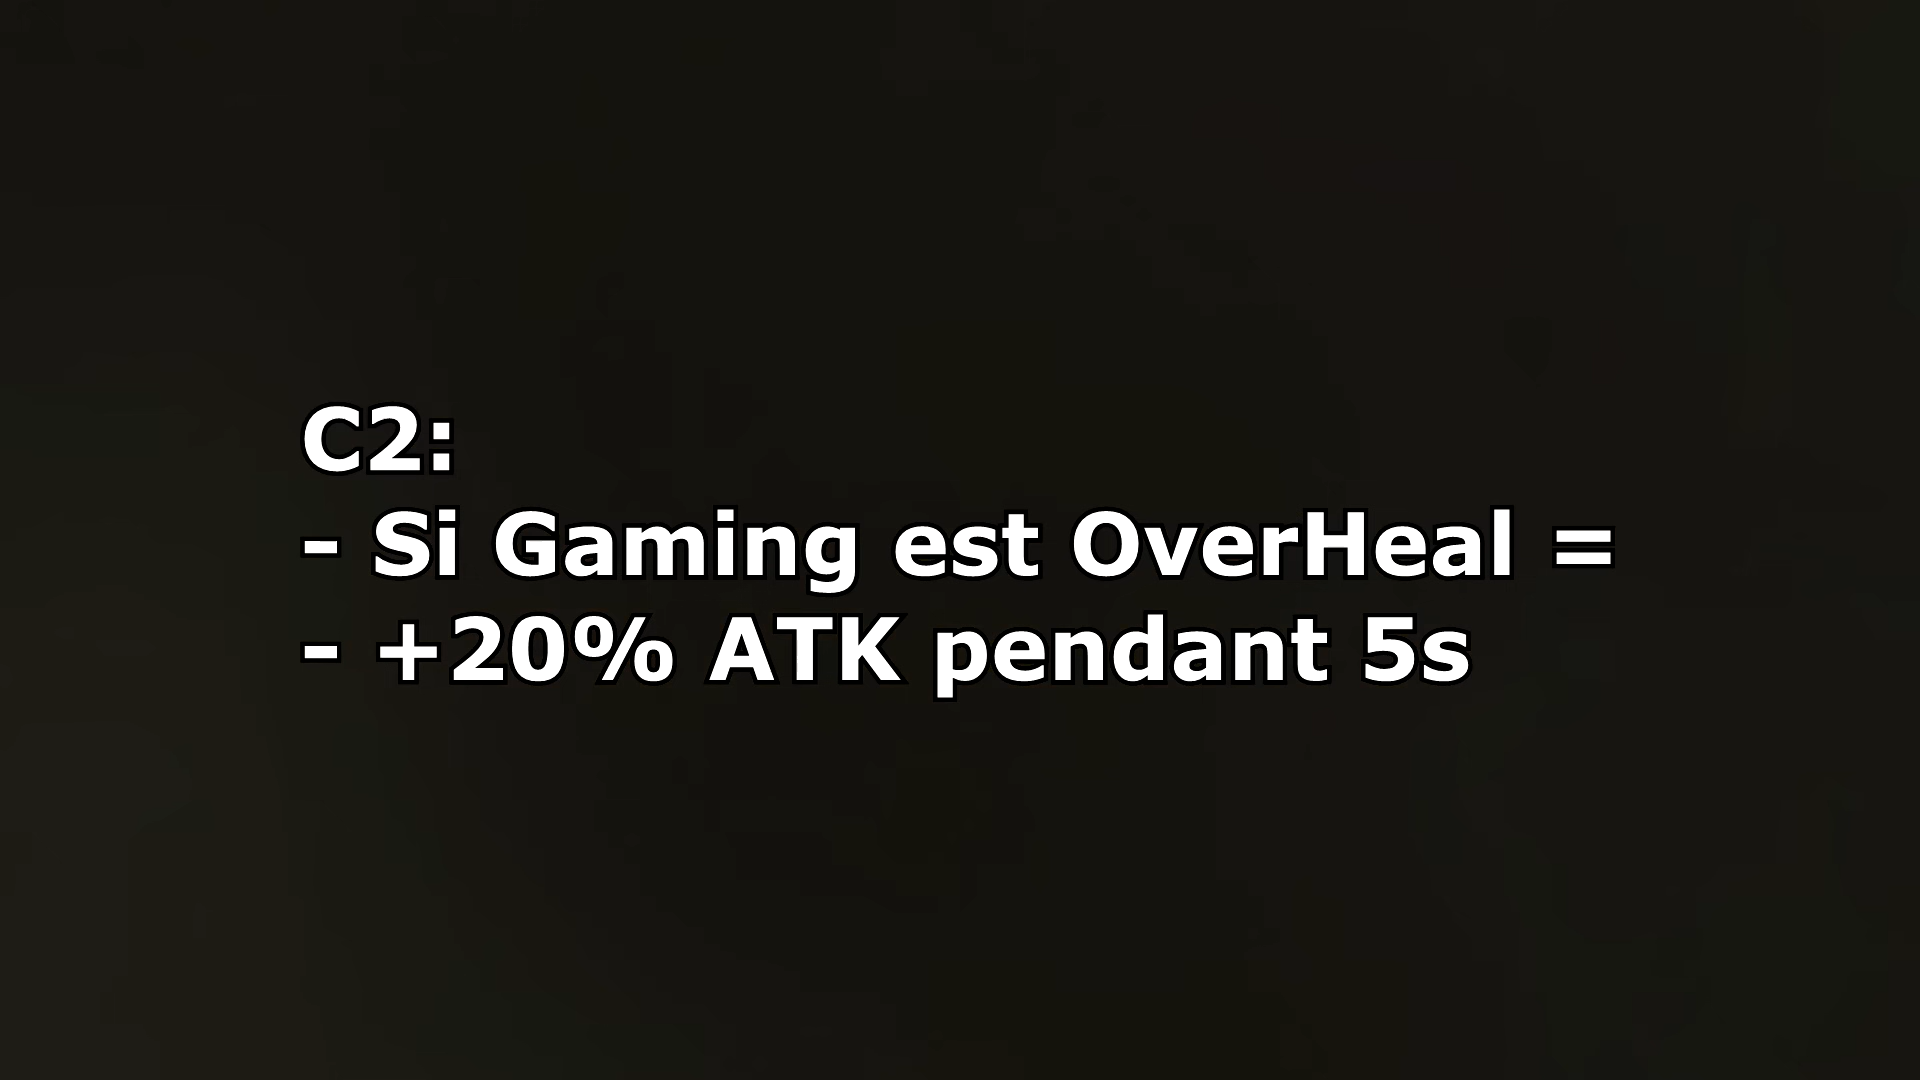 C2:
- Si Gaming est OverHeal =
- +20% ATK pendant 5s